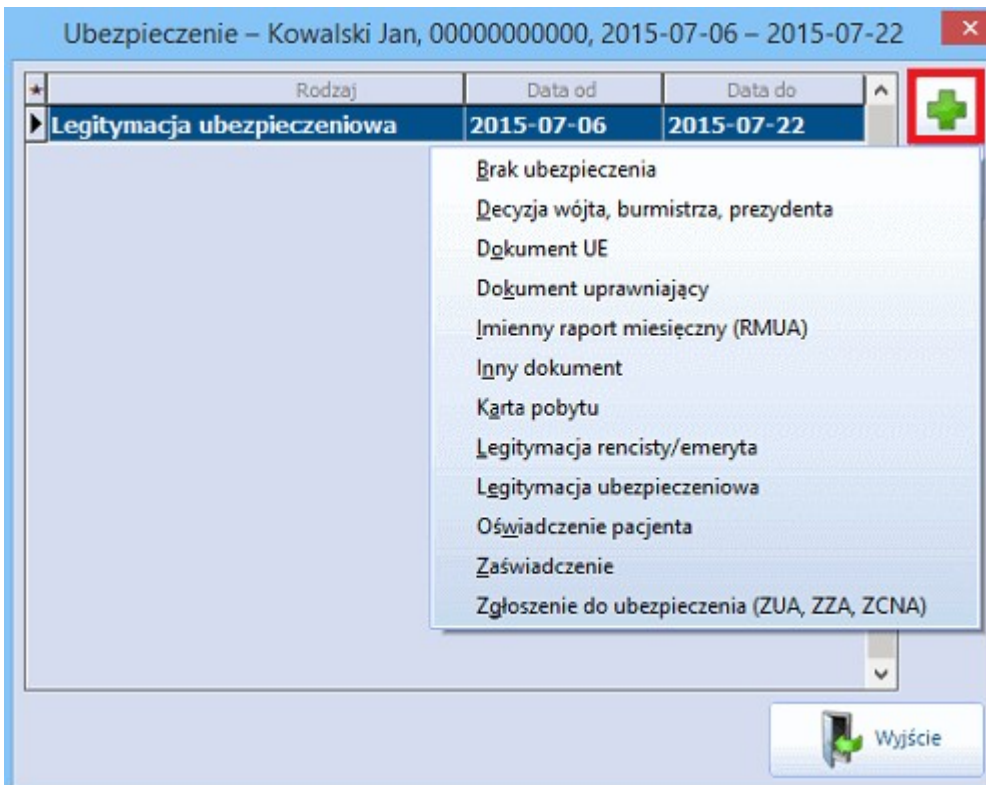 Ubezpieczenie – Kowalski Jan, 00000000000, 2015-07-06 – 2015-07-22
Rodzaj Data od Data do
Legitymacja ubezpieczeniowa 2015-07-06 2015-07-22
Brak ubezpieczenia
Decyzja wójta, burmistrza, prezydenta
Dokument UE
Dokument uprawniający
Imienny raport miesięczny (RMUA)
Inny dokument
Karta pobytu
Legitymacja rencisty/emeryta
Legitymacja ubezpieczeniowa
Oświadczenie pacjenta
Zaświadczenie
Zgłoszenie do ubezpieczenia (ZUA, ZZA, ZCNA)
Wyjście